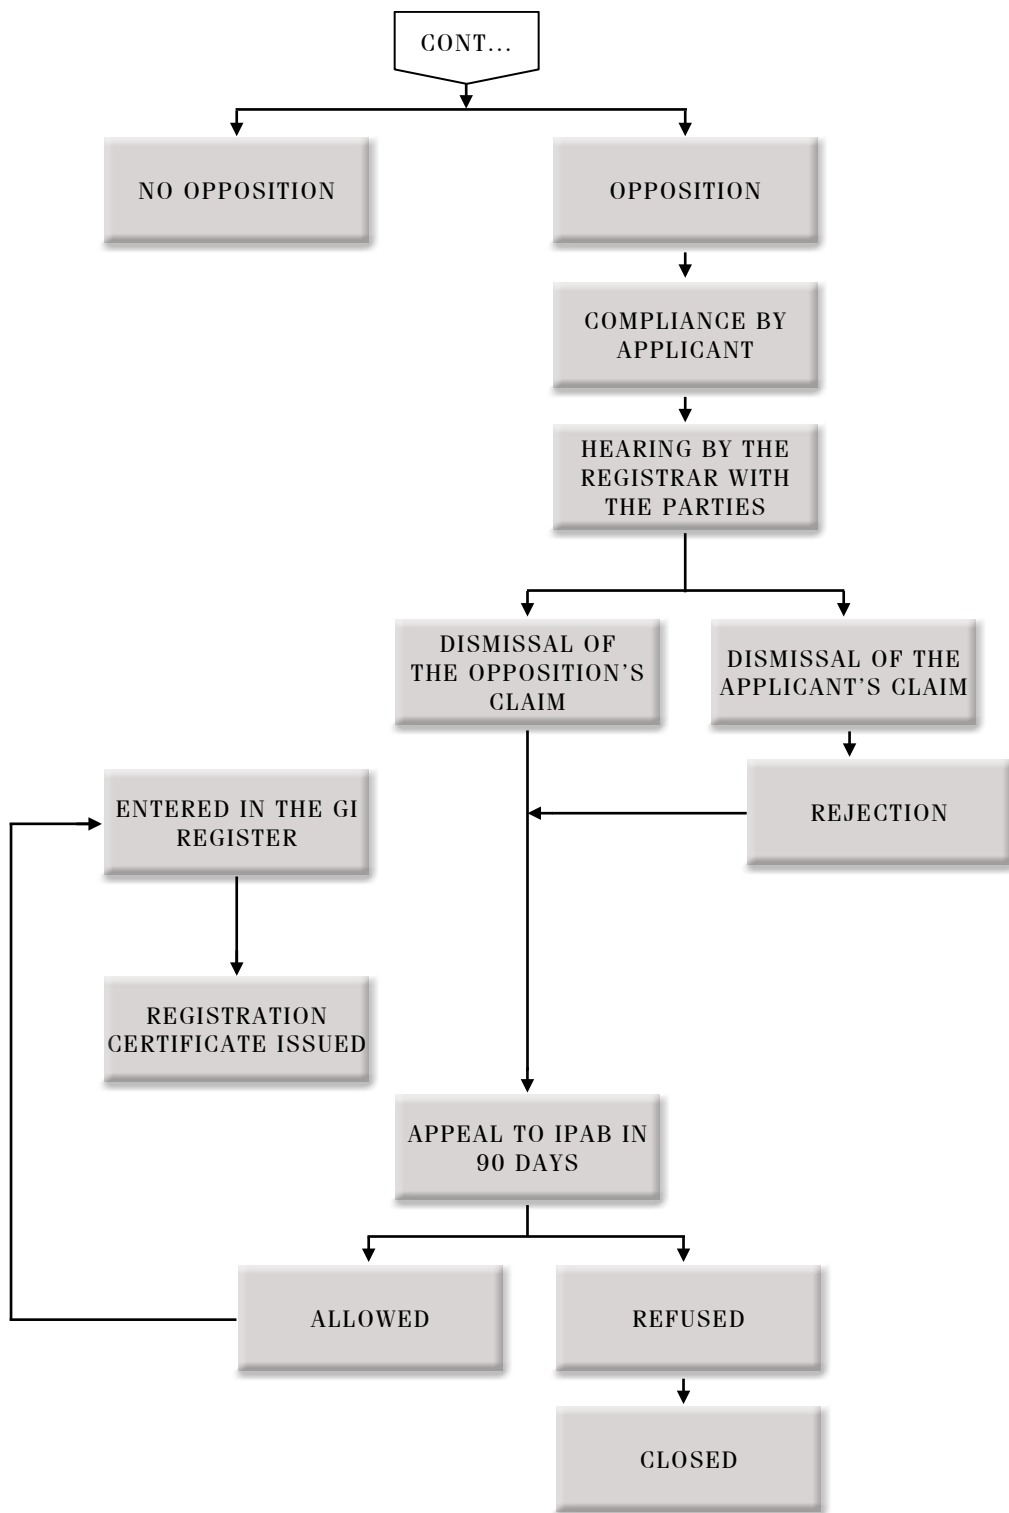 CONT...
NO OPPOSITION
OPPOSITION
COMPLIANCE BY
APPLICANT
HEARING BY THE
REGISTRAR WITH
THE PARTIES
DISMISSAL OF
THE OPPOSITION’S
CLAIM
DISMISSAL OF THE
APPLICANT’S CLAIM
ENTERED IN THE GI
REGISTER
REJECTION
REGISTRATION
CERTIFICATE ISSUED
APPEAL TO IPAB IN
90 DAYS
ALLOWED
REFUSED
CLOSED